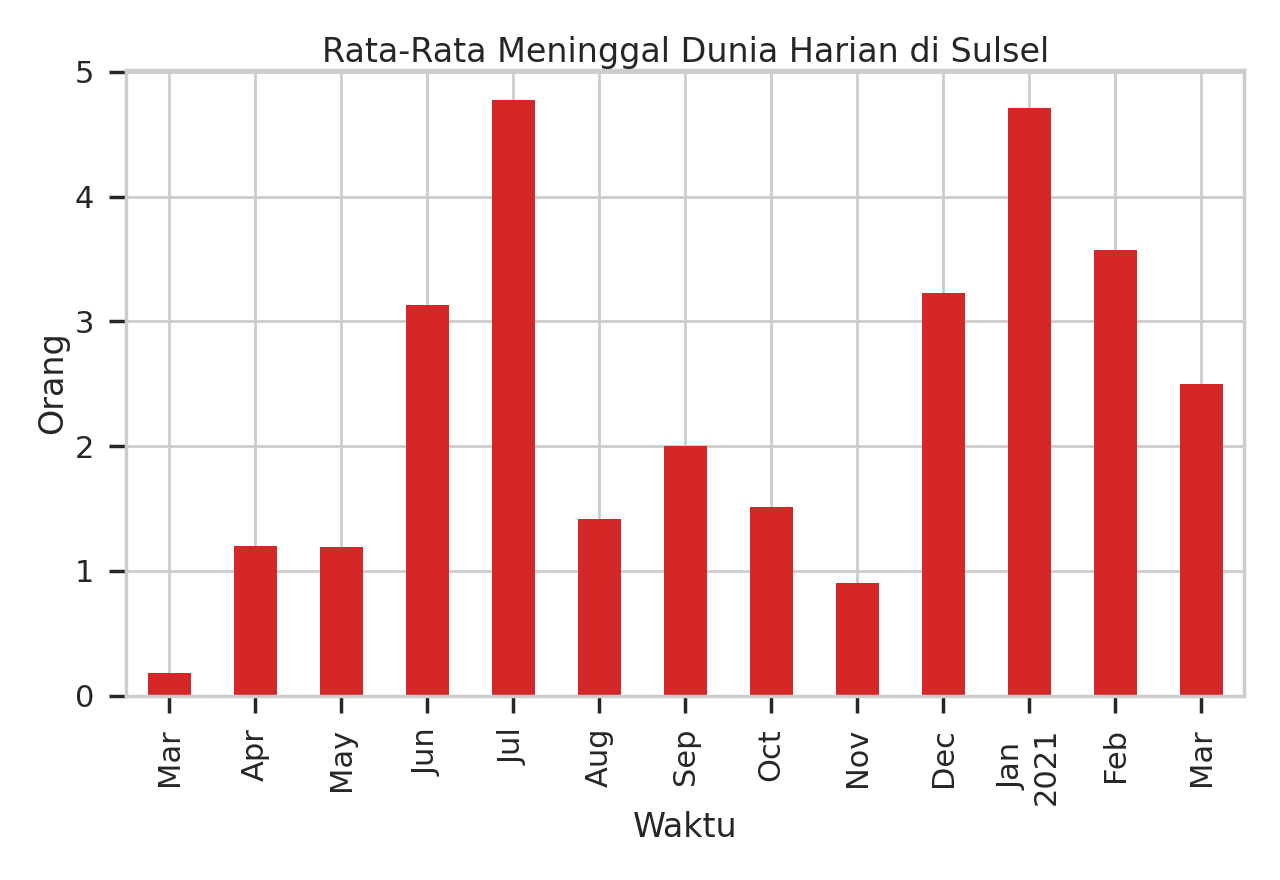 Rata-Rata Meninggal Dunia Harian di Sulsel
5
4
3
2
1
0
Orang
Mar
Apr
May
Jun
Jul
Aug
Sep
Oct
Nov
Dec
Jan
2021
Feb
Mar
Waktu